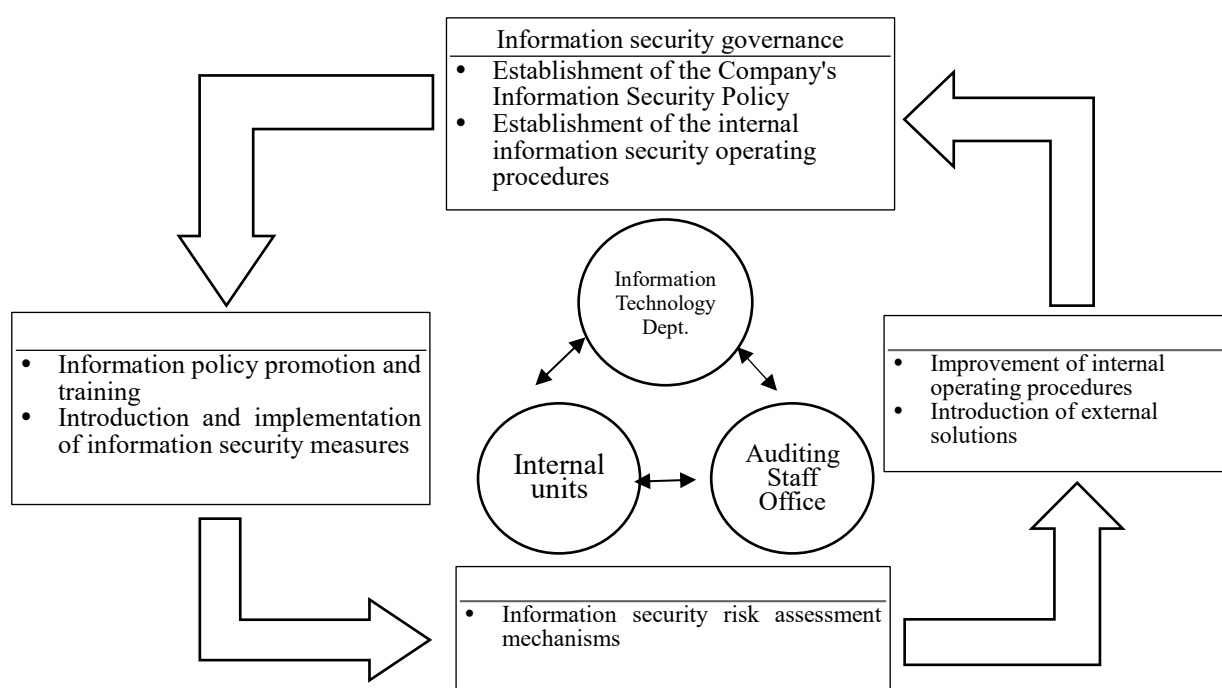 Information security governance
• Establishment of the Company's
Information Security Policy
• Establishment of the internal
information security operating
procedures
Information
Technology
Dept.
• Information policy promotion and
training
• Introduction and implementation
of information security measures
• Improvement of internal
operating procedures
• Introduction of external
solutions
Internal
units
Auditing
Staff
Office
• Information security risk assessment
mechanisms